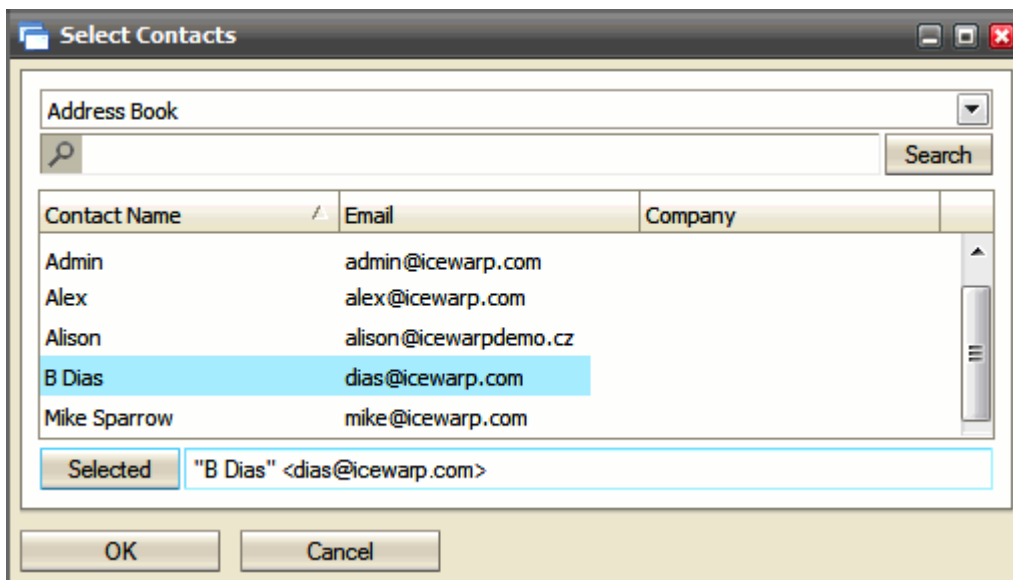 Select Contacts
Address Book
Search
Contact Name Email Company
Admin admin@icewarp.com
Alex alex@icewarp.com
Alison alison@icewarpdemo.cz
B Dias dias@icewarp.com
Mike Sparrow mike@icewarp.com
Selected "B Dias" <dias@icewarp.com>
OK Cancel